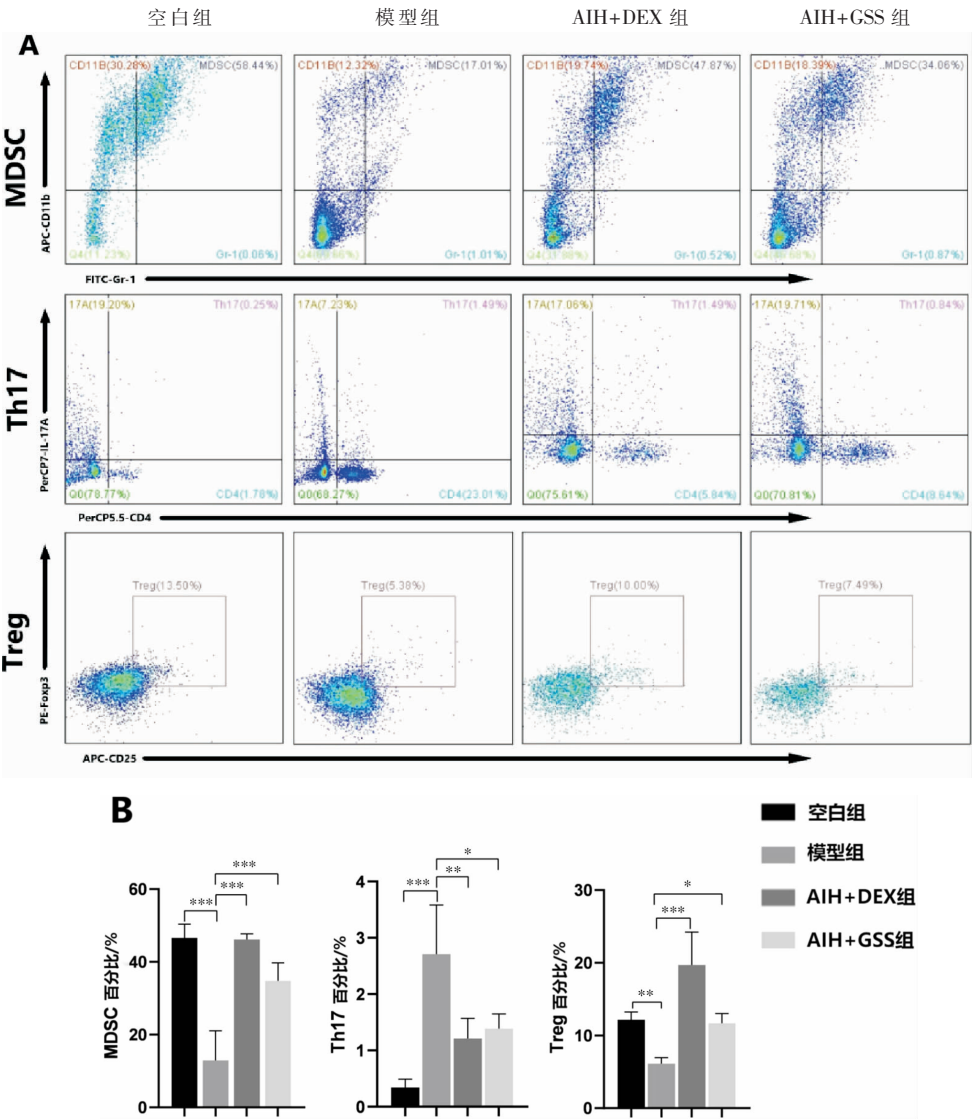 空白组 模型组 AIH+DEX 组 AIH+GSS 组
A
MDSC
APC-CD11b
CD11B(30.28%) MDSC(58.44%)
Q4(11.23%) Gr-1(0.06%)
CD11B(12.32%) MDSC(17.01%)
Gr-1(1.01%)
CD11B(19.74%) MDSC(47.87%)
Gr-1(0.52%)
CD11B(18.39%) MDSC(34.06%)
Gr-1(0.87%)
FITC-Gr-1
Th17
PerCP7-IL-17A
17A(19.20%) Th17(0.25%)
Q0(78.77%) CD4(1.78%)
17A(7.23%) Th17(1.49%)
Q0(68.27%) CD4(23.01%)
17A(17.06%) Th17(1.49%)
Q0(75.61%) CD4(5.84%)
17A(19.71%) Th17(0.84%)
Q0(70.81%) CD4(8.64%)
PerCP5.5-CD4
Treg
PE-Foxp3
Treg(13.50%)
Treg(5.38%)
Treg(10.00%)
Treg(7.49%)
APC-CD25
B
空白组
模型组
AIH+DEX组
AIH+GSS组
MDSC 百分比/%
60
40
20
0
***
***
***
Th17 百分比/%
4
3
2
1
0
*
**
***
Treg 百分比/%
30
20
10
0
*
***
**